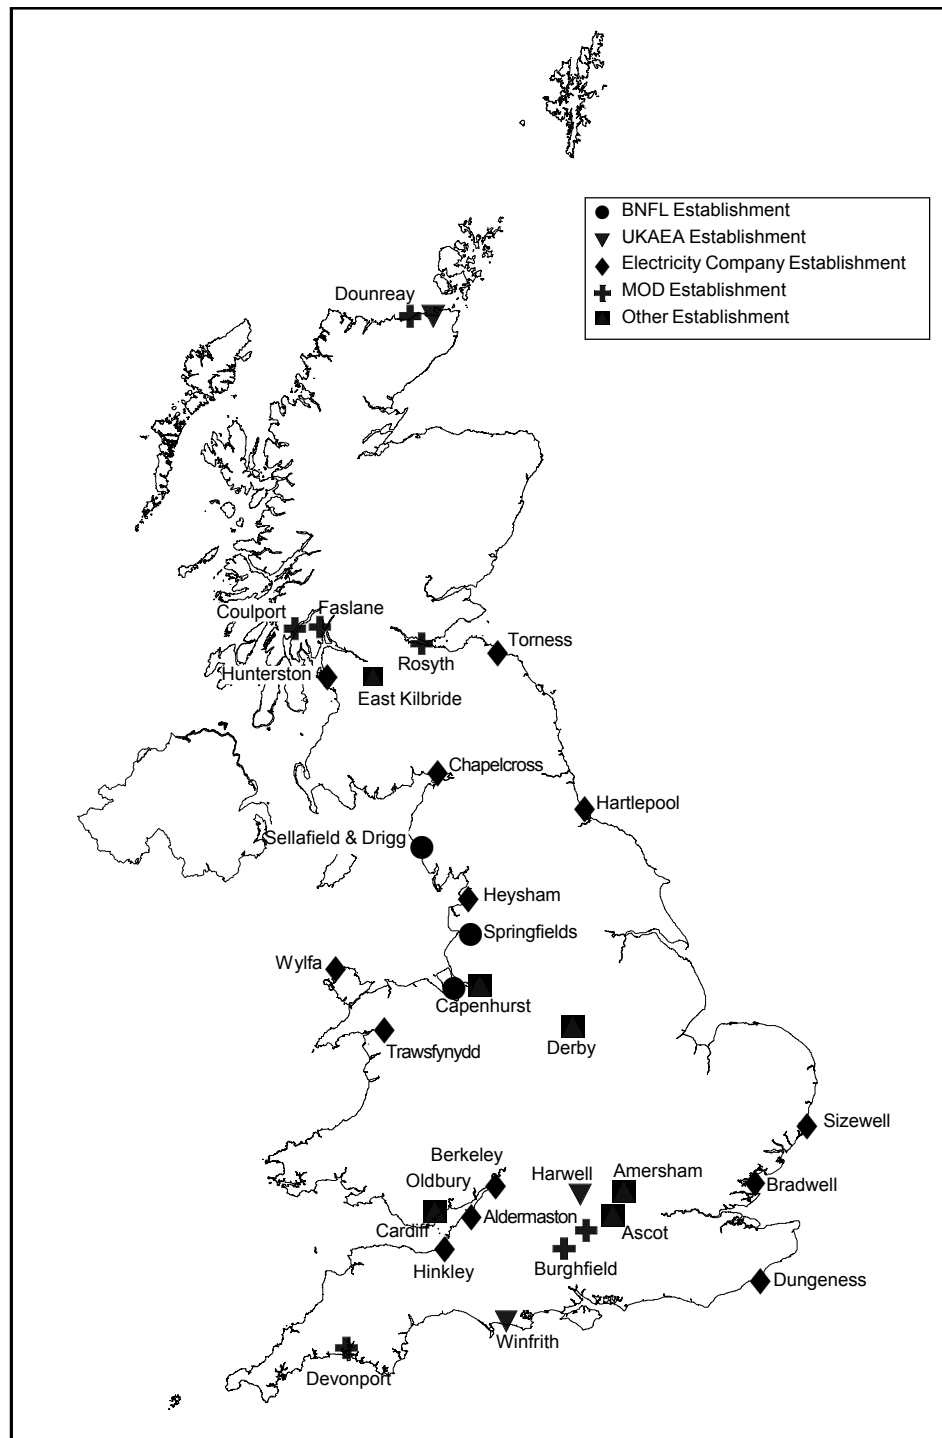 BNFL Establishment
UKAEA Establishment
Electricity Company Establishment
MOD Establishment
Other Establishment
Dounreay
Coulport
Faslane
Rosyth
Torness
Hunterston
East Kilbride
Chapelcross
Hartlepool
Sellafield & Drigg
Heysham
Springfields
Wylfa
Capenhurst
Trawsfynydd
Derby
Sizewell
Berkeley
Harwell
Amersham
Oldbury
Bradwell
Cardiff
Aldermaston
Ascot
Hinkley
Burghfield
Dungeness
Winfrith
Devonport